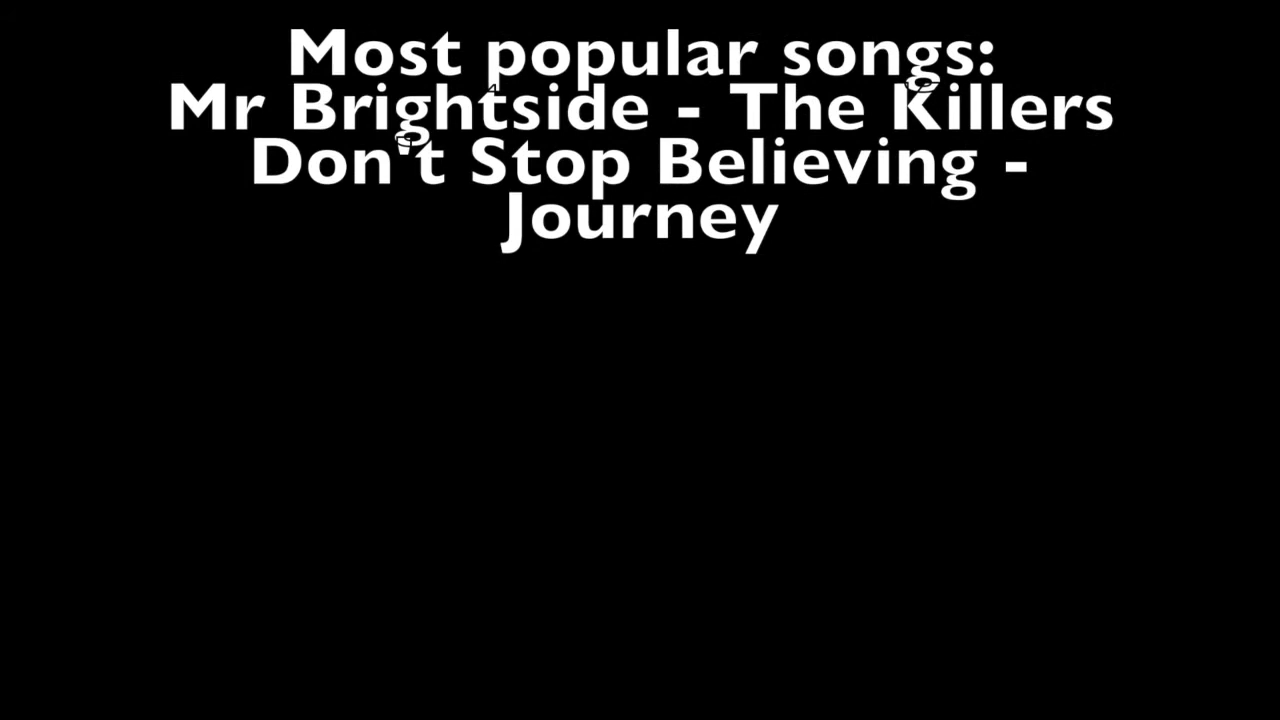 Most popular songs:
Mr Brightside - The Killers
Don't Stop Believing -
Journey